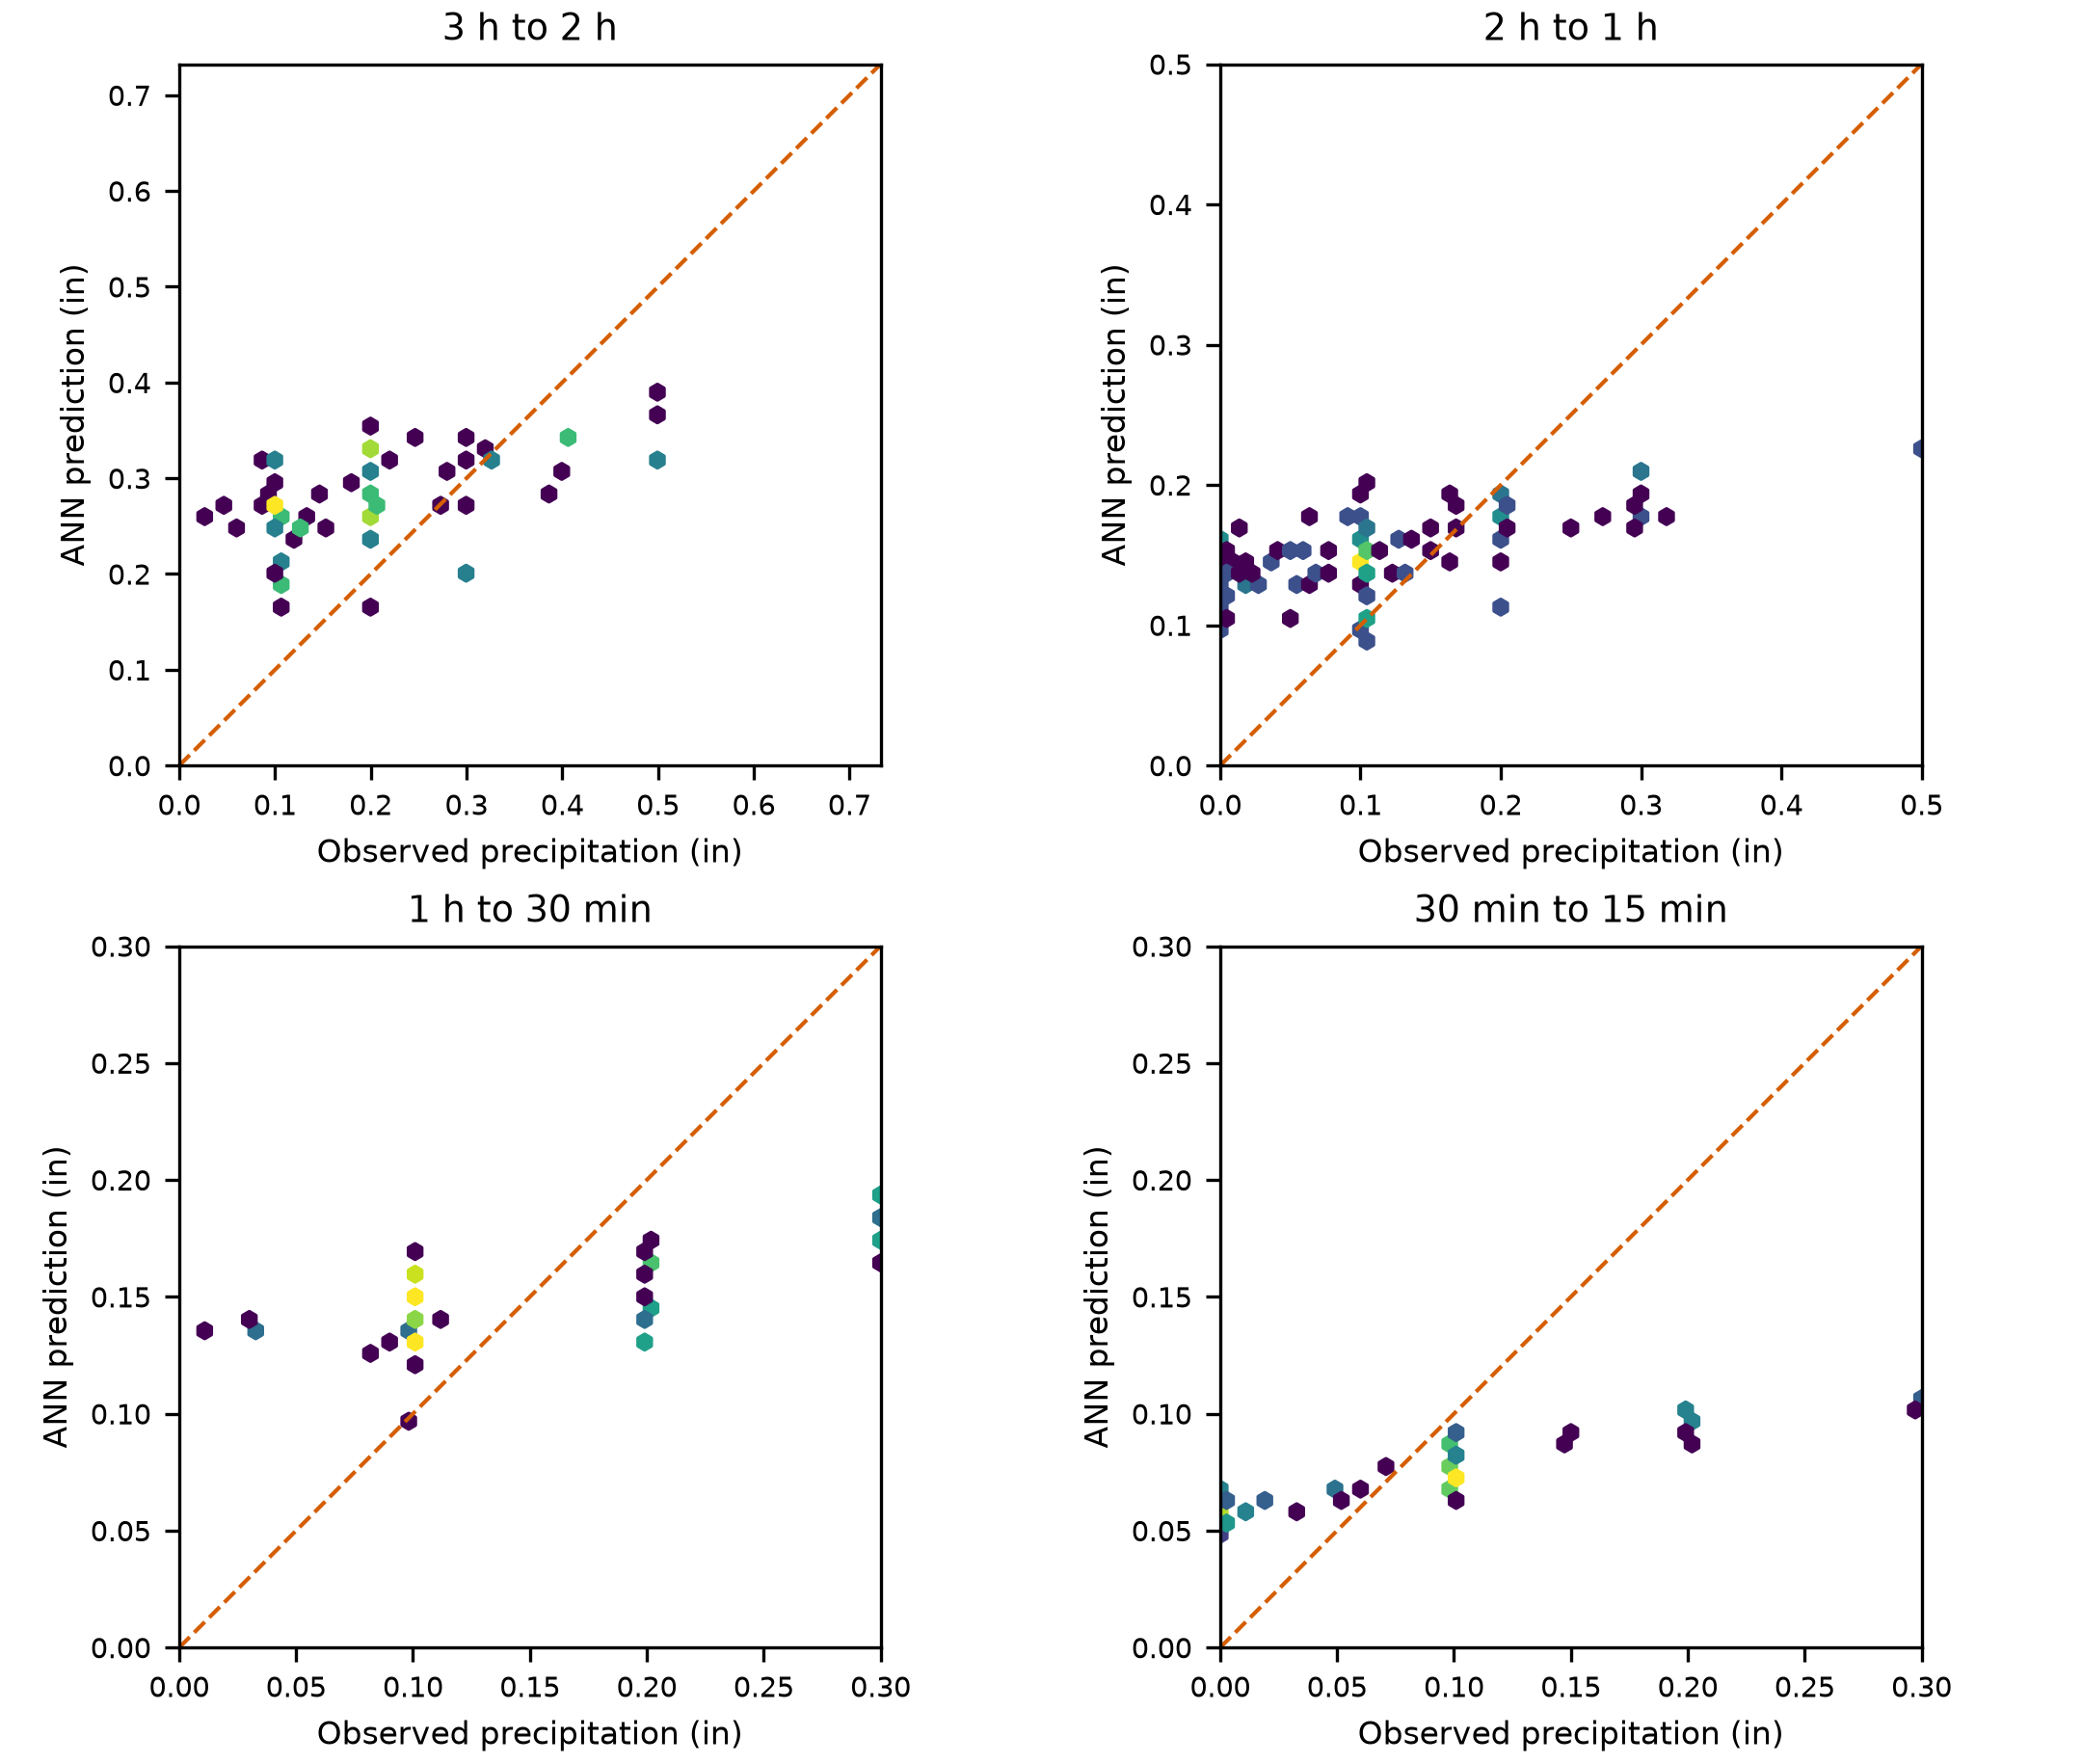 3 h to 2 h
ANN prediction (in)
0.7
0.6
0.5
0.4
0.3
0.2
0.1
0.0
0.0 0.1 0.2 0.3 0.4 0.5 0.6 0.7
Observed precipitation (in)
2 h to 1 h
ANN prediction (in)
0.5
0.4
0.3
0.2
0.1
0.0
0.0 0.1 0.2 0.3 0.4 0.5
Observed precipitation (in)
1 h to 30 min
ANN prediction (in)
0.30
0.25
0.20
0.15
0.10
0.05
0.00
0.00 0.05 0.10 0.15 0.20 0.25 0.30
Observed precipitation (in)
30 min to 15 min
ANN prediction (in)
0.30
0.25
0.20
0.15
0.10
0.05
0.00
0.00 0.05 0.10 0.15 0.20 0.25 0.30
Observed precipitation (in)